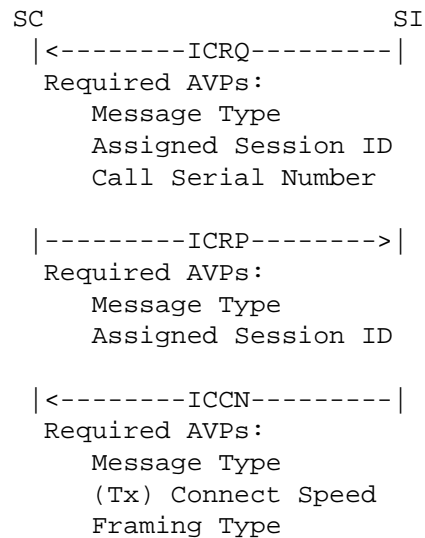 SC SI
|<--------ICRQ---------|
Required AVPs:
Message Type
Assigned Session ID
Call Serial Number
|---------ICRP-------->|
Required AVPs:
Message Type
Assigned Session ID
|<--------ICCN---------|
Required AVPs:
Message Type
(Tx) Connect Speed
Framing Type